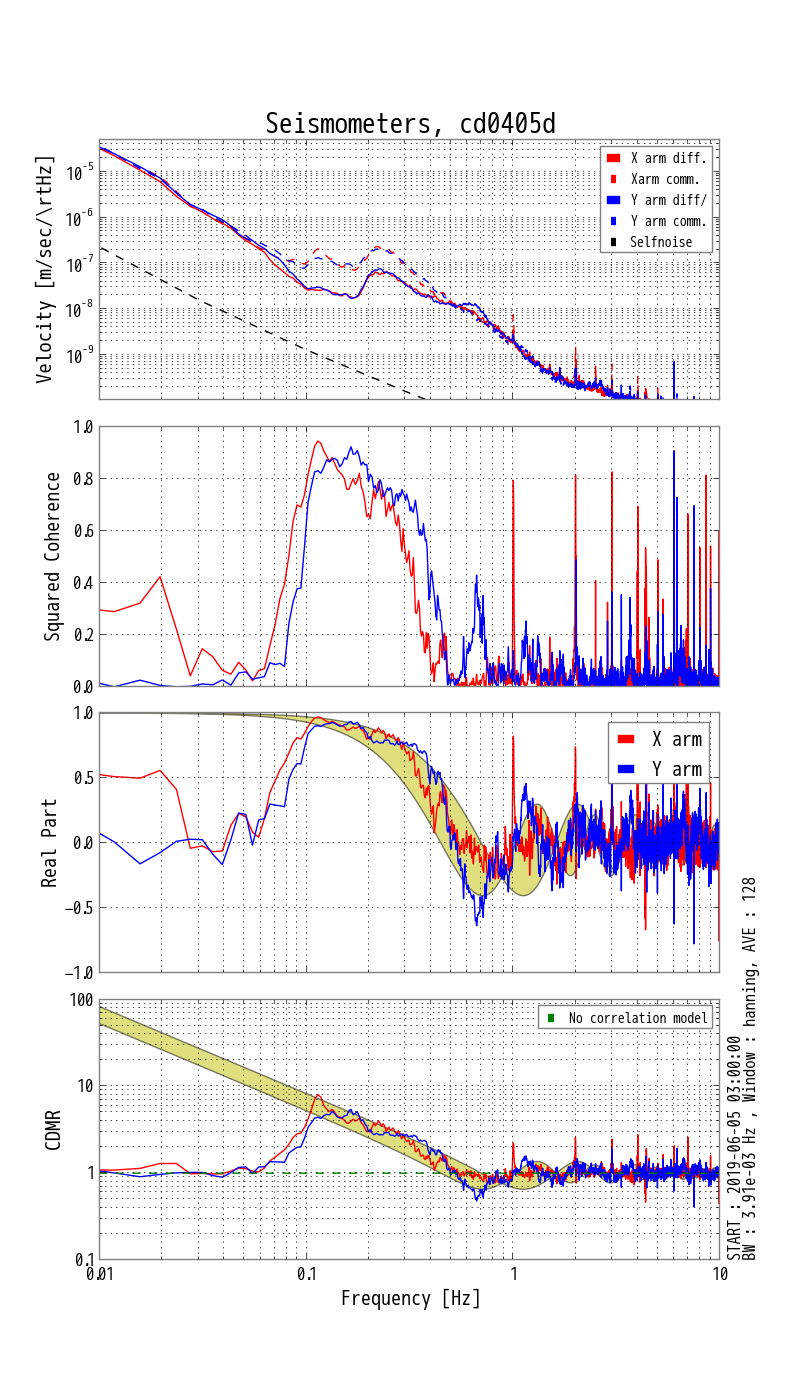 Seismometers, cd0405d
Velocity [m/sec/\rtHz]
10^-5
10^-6
10^-7
10^-8
10^-9
X arm diff.
Xarm comm.
Y arm diff/
Y arm comm.
Selfnoise
Squared Coherence
1.0
0.8
0.6
0.4
0.2
0.0
Real Part
1.0
0.5
0.0
−0.5
−1.0
X arm
Y arm
CDMR
100
10
1
0.1
No correlation model
0.01
0.1
1
10
Frequency [Hz]
START : 2019-06-05 03:00:00
BW : 3.91e-03 Hz , Window : hanning, AVE : 128